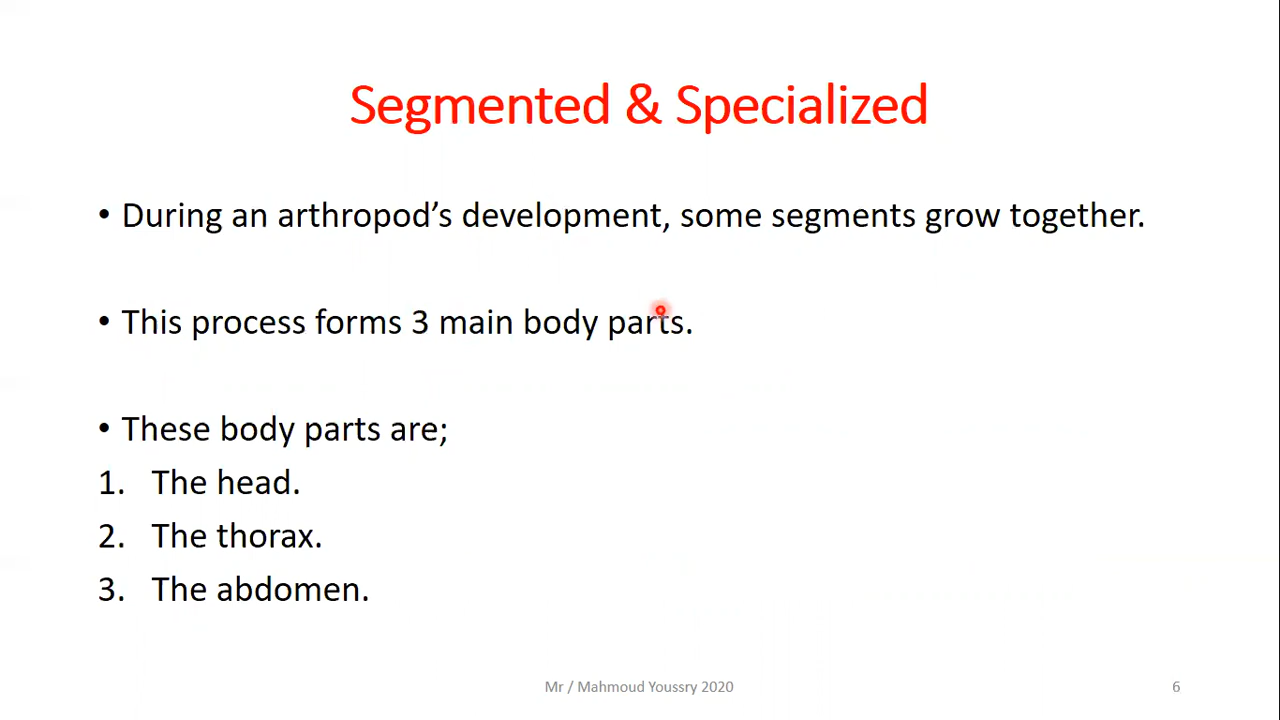 Segmented & Specialized
• During an arthropod’s development, some segments grow together.
• This process forms 3 main body parts.
• These body parts are;
1. The head.
2. The thorax.
3. The abdomen.
Mr / Mahmoud Youssry 2020
6